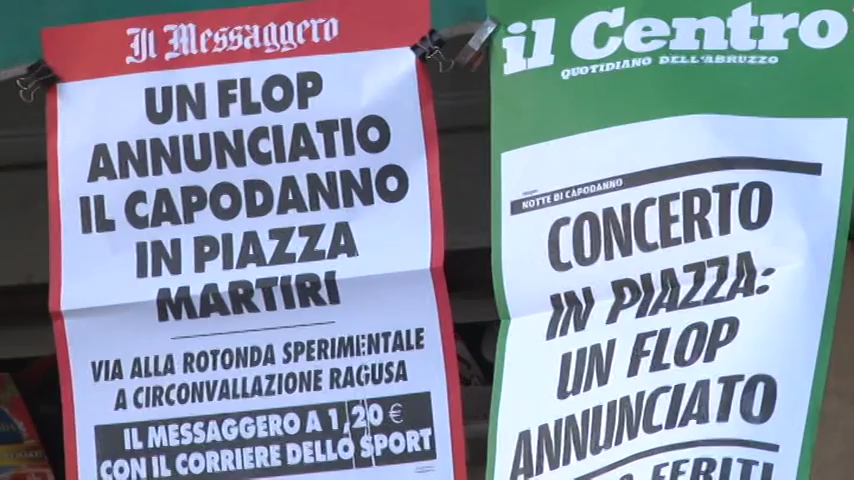 Il Messaggero
UN FLOP
ANNUNCIATIO
IL CAPODANNO
IN PIAZZA
MARTIRI
VIA ALLA ROTONDA SPERIMENTALE
A CIRCONVALLAZIONE RAGUSA
IL MESSAGGERO A 1,20 €
CON IL CORRIERE DELLO SPORT
il Centro
QUOTIDIANO DELL'ABRUZZO
NOTTE DI CAPODANNO
CONCERTO
IN PIAZZA:
UN FLOP
ANNUNCIATO
FERITI